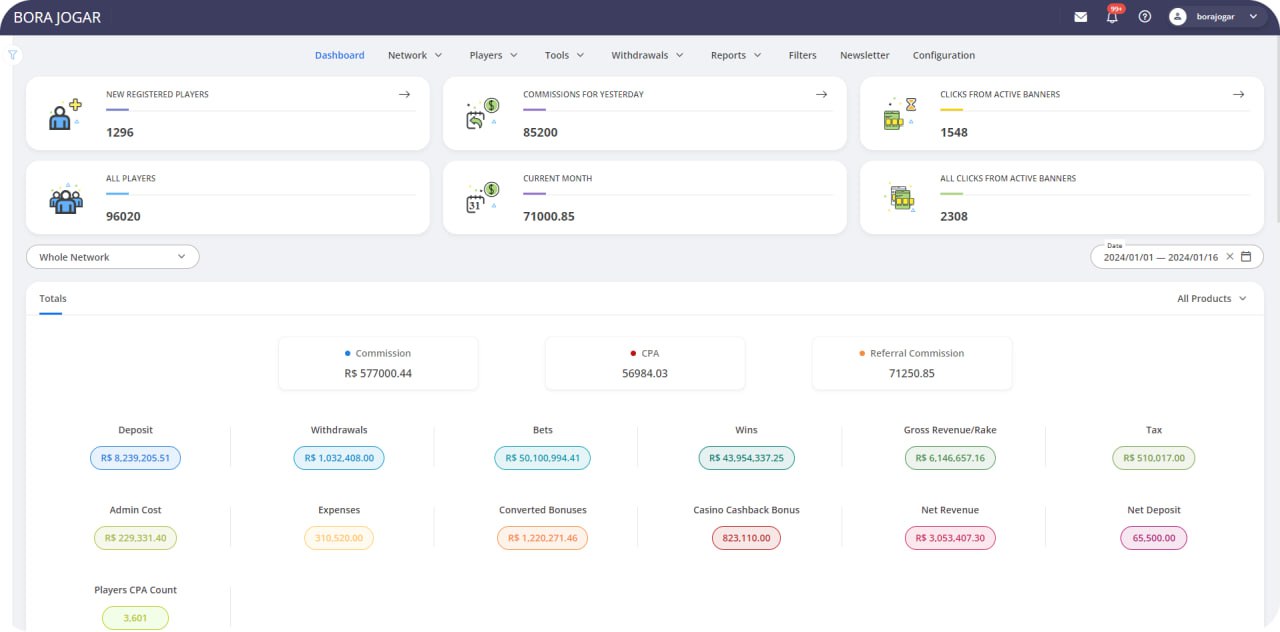 BORA JOGAR
99+
borajogar
Dashboard Network Players Tools Withdrawals Reports Filters Newsletter Configuration
NEW REGISTERED PLAYERS
1296
COMMISSIONS FOR YESTERDAY
85200
CLICKS FROM ACTIVE BANNERS
1548
ALL PLAYERS
96020
31
CURRENT MONTH
71000.85
ALL CLICKS FROM ACTIVE BANNERS
2308
Whole Network
Date
2024/01/01 — 2024/01/16
Totals
All Products
Commission
R$ 577000.44
CPA
56984.03
Referral Commission
71250.85
Deposit
R$ 8,239,205.51
Withdrawals
R$ 1,032,408.00
Bets
R$ 50,100,994.41
Wins
R$ 43,954,337.25
Gross Revenue/Rake
R$ 6,146,657.16
Tax
R$ 510,017.00
Admin Cost
R$ 229,331.40
Expenses
310,520.00
Converted Bonuses
R$ 1,220,271.46
Casino Cashback Bonus
823,110.00
Net Revenue
R$ 3,053,407.30
Net Deposit
65,500.00
Players CPA Count
3,601